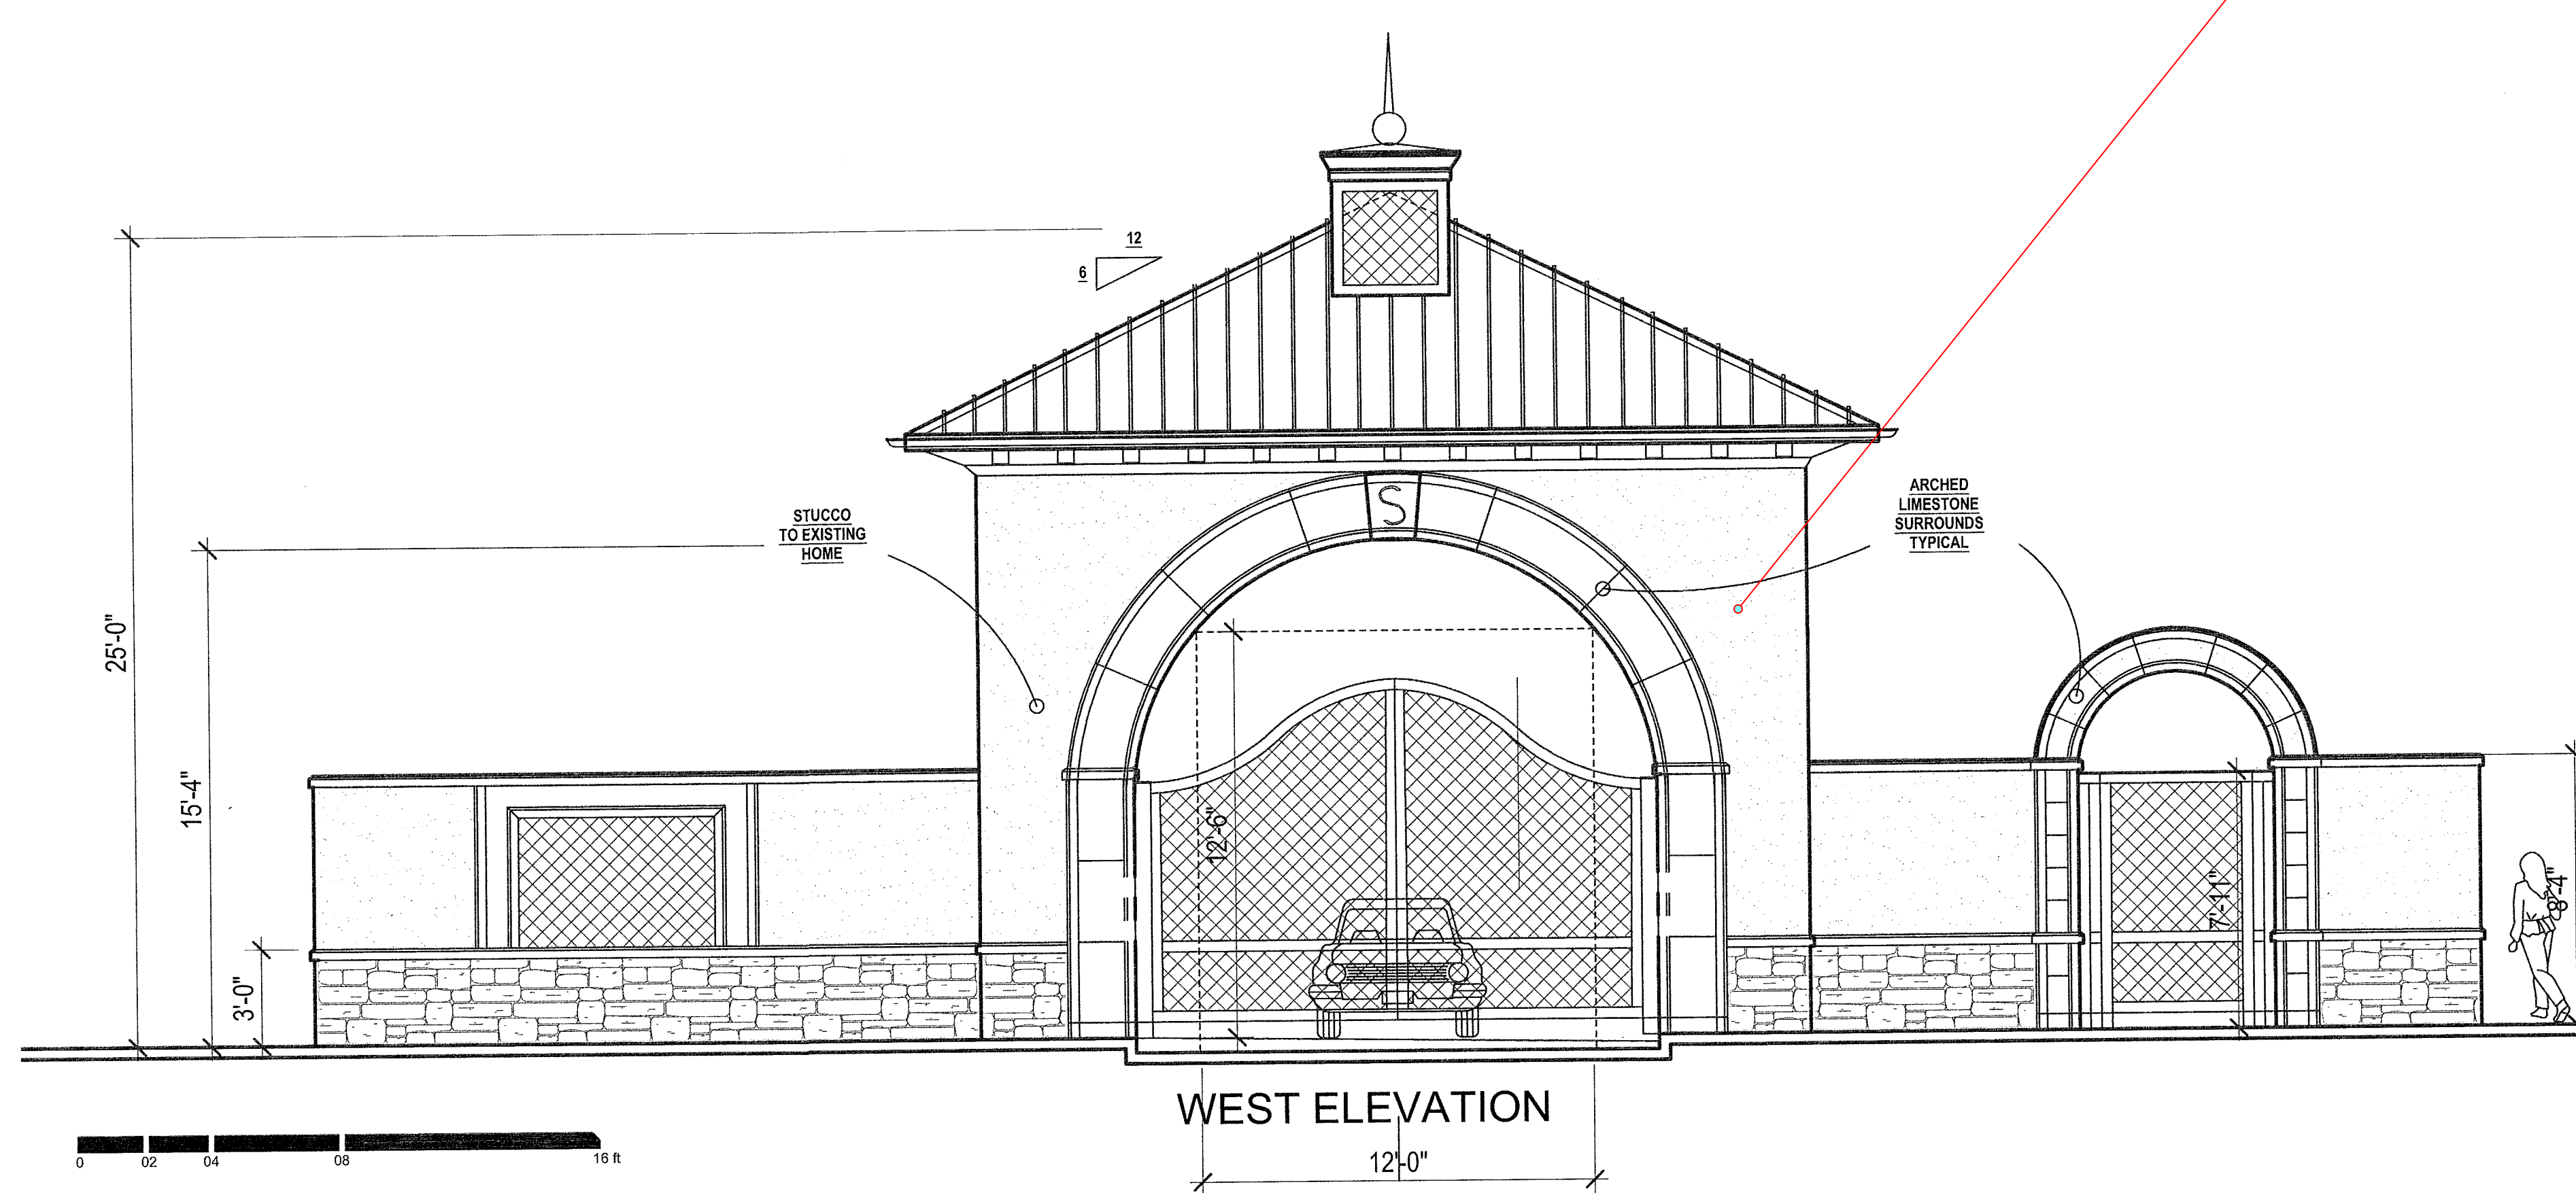 12
6
S
STUCCO
TO EXISTING
HOME
ARCHED
LIMESTONE
SURROUNDS
TYPICAL
25'-0"
15'-4"
3'-0"
12'-6"
7'-11"
-4"
WEST ELEVATION
12'-0"
0 02 04 08 16 ft